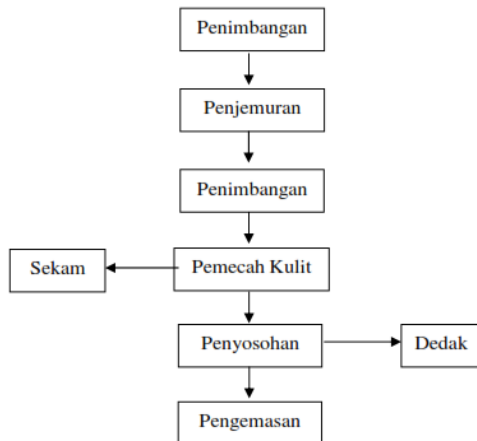 Penimbangan
Penjemuran
Penimbangan
Sekam
Pemecah Kulit
Penyosohan
Dedak
Pengemasan